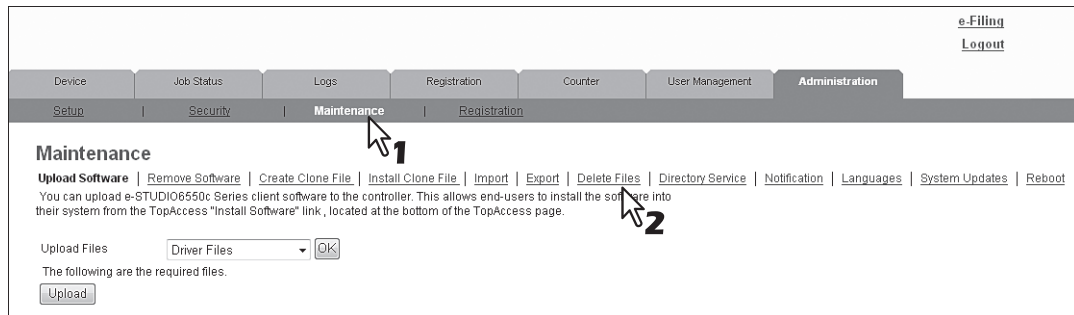 e-Filing
Logout
Device Job Status Logs Registration Counter User Management Administration
Setup | Security | Maintenance | Registration
1
Maintenance
Upload Software | Remove Software | Create Clone File | Install Clone File | Import | Export | Delete Files | Directory Service | Notification | Languages | System Updates | Reboot
You can upload e-STUDIO6550c Series client software to the controller. This allows end-users to install the software into
their system from the TopAccess "Install Software" link , located at the bottom of the TopAccess page.
2
Upload Files Driver Files OK
The following are the required files.
Upload